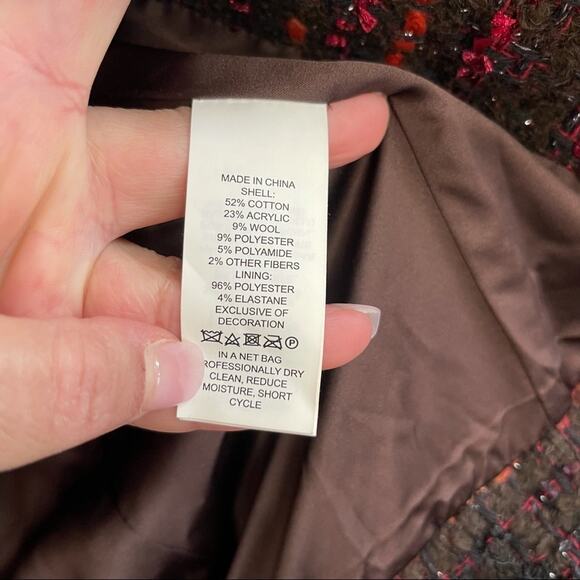 MADE IN CHINA
SHELL:
52% COTTON
23% ACRYLIC
9% WOOL
9% POLYESTER
5% POLYAMIDE
2% OTHER FIBERS
LINING:
96% POLYESTER
4% ELASTANE
EXCLUSIVE OF
DECORATION
P
IN A NET BAG
ROFESSIONALLY DRY
CLEAN, REDUCE
MOISTURE, SHORT
CYCLE